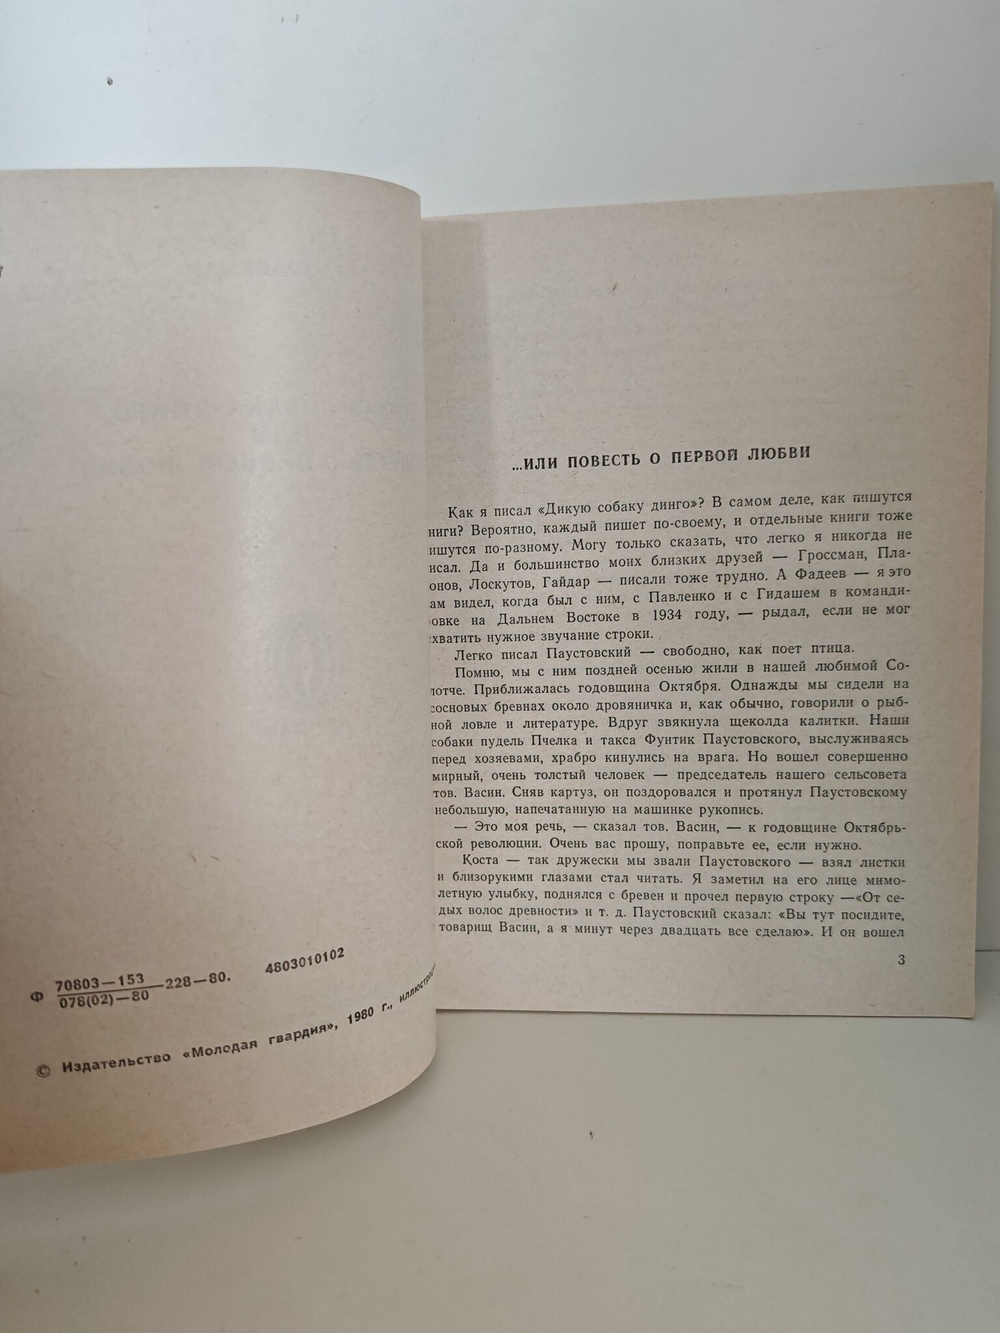 Ф 70803—153
078(02)—80 —228—80. 4803010102
© Издательство «Молодая гвардия», 1980 г., иллюстра
...ИЛИ ПОВЕСТЬ О ПЕРВОЙ ЛЮБВИ
Как я писал «Дикую собаку динго»? В самом деле, как пишутся
ниги? Вероятно, каждый пишет по-своему, и отдельные книги тоже
ишутся по-разному. Могу только сказать, что легко я никогда не
исал. Да и большинство моих близких друзей — Гроссман, Пла-
онов, Лоскутов, Гайдар — писали тоже трудно. А Фадеев — я это
ам видел, когда был с ним, с Павленко и с Гидашем в команди-
овке на Дальнем Востоке в 1934 году, — рыдал, если не мог
хватить нужное звучание строки.
Легко писал Паустовский — свободно, как поет птица.
Помню, мы с ним поздней осенью жили в нашей любимой Со-
лотче. Приближалась годовщина Октября. Однажды мы сидели на
сосновых бревнах около дровяничка и, как обычно, говорили о рыб-
ной ловле и литературе. Вдруг звякнула щеколда калитки. Наши
собаки пудель Пчелка и такса Фунтик Паустовского, выслуживаясь
перед хозяевами, храбро кинулись на врага. Но вошел совершенно
мирный, очень толстый человек — председатель нашего сельсовета
тов. Васин. Сняв картуз, он поздоровался и протянул Паустовскому
небольшую, напечатанную на машинке рукопись.
— Это моя речь, — сказал тов. Васин, — к годовщине Октябрь-
ской революции. Очень вас прошу, поправьте ее, если нужно.
Коста — так дружески мы звали Паустовского — взял листки
и близорукими глазами стал читать. Я заметил на его лице мимо-
летную улыбку, поднялся с бревен и прочел первую строку —«От се-
дых волос древности» и т. д. Паустовский сказал: «Вы тут посидите,
товарищ Васин, а я минут через двадцать все сделаю». И он вошел
3